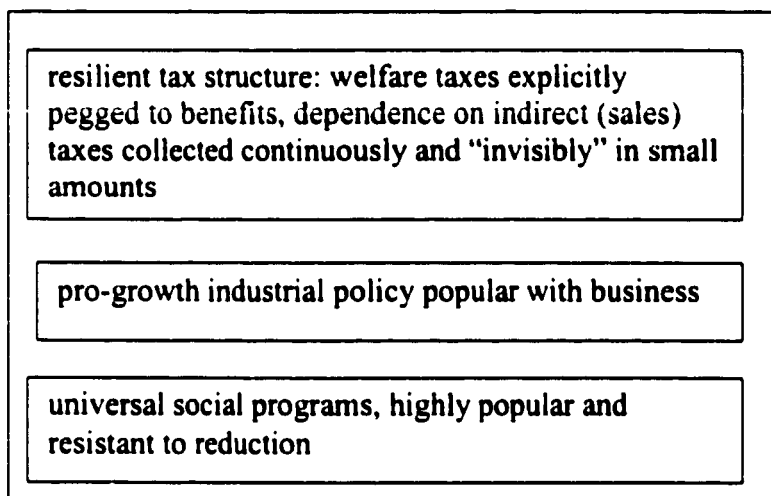 resilient tax structure: welfare taxes explicitly
pegged to benefits, dependence on indirect (sales)
taxes collected continuously and “invisibly” in small
amounts
pro-growth industrial policy popular with business
universal social programs, highly popular and
resistant to reduction